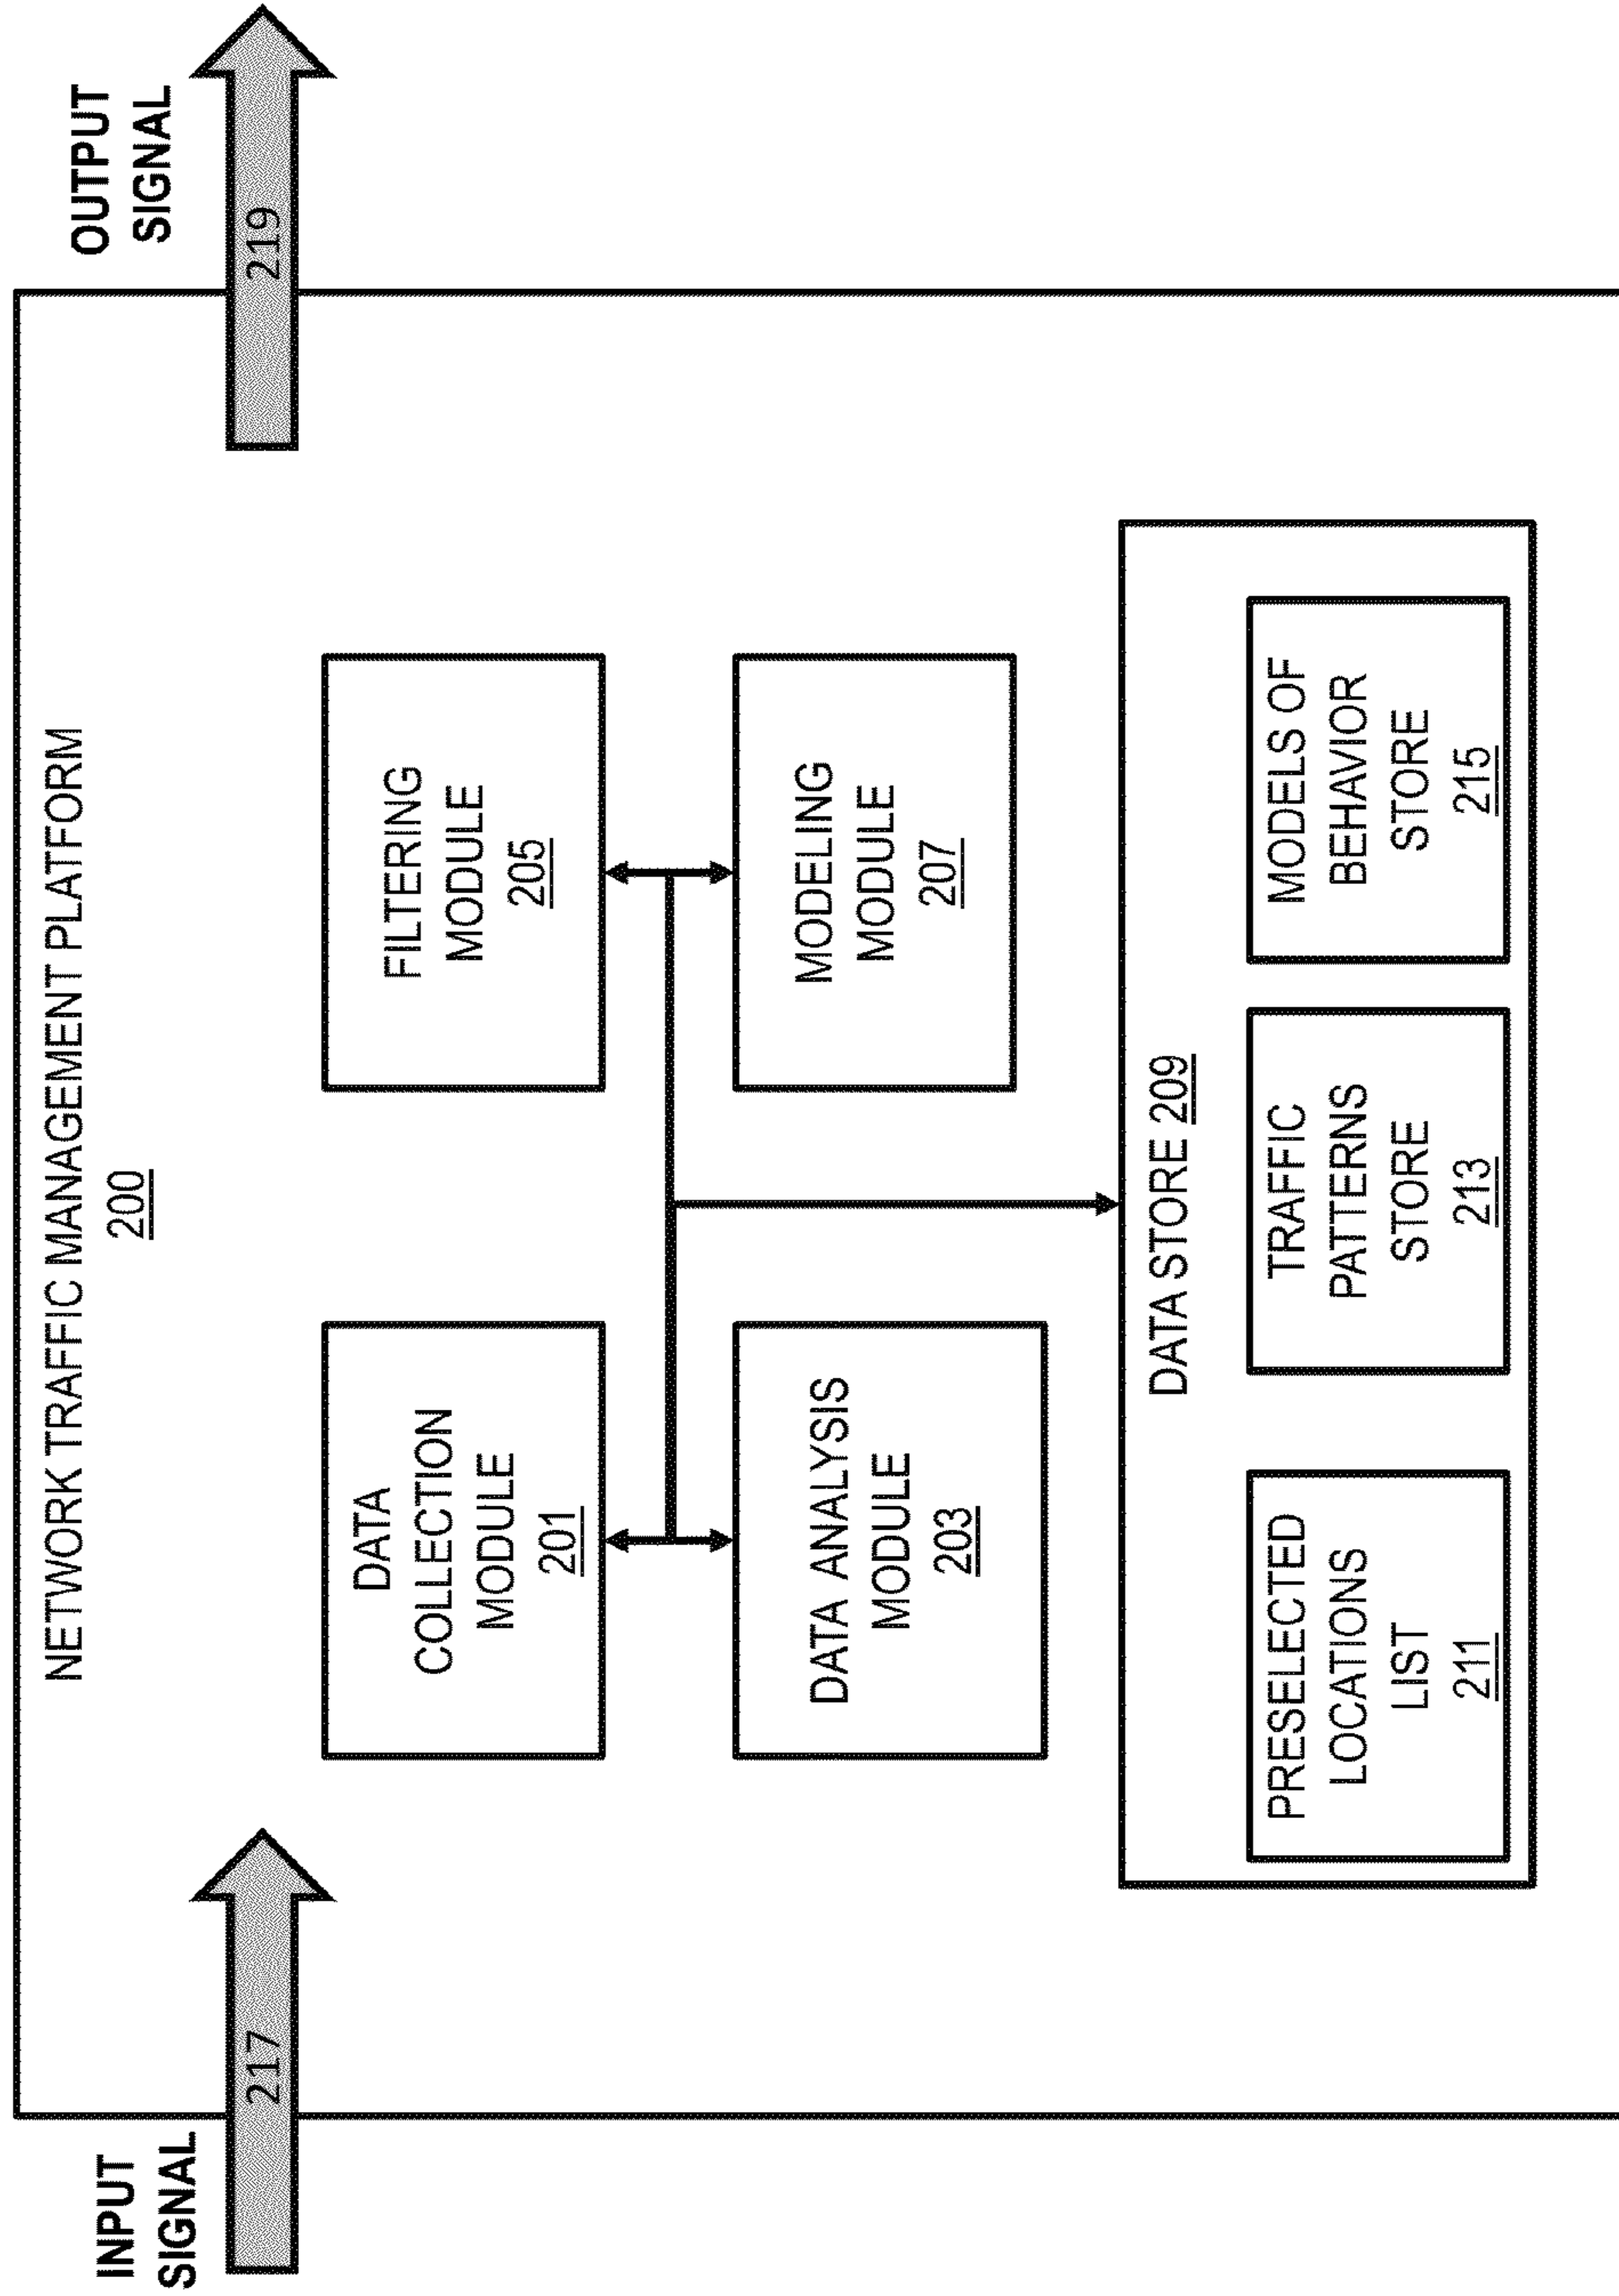 NETWORK TRAFFIC MANAGEMENT PLATFORM
200
INPUT
SIGNAL
217
OUTPUT
SIGNAL
219
DATA
COLLECTION
MODULE
201
FILTERING
MODULE
205
DATA ANALYSIS
MODULE
203
MODELING
MODULE
207
DATA STORE 209
PRESELECTED
LOCATIONS
LIST
211
TRAFFIC
PATTERNS
STORE
213
MODELS OF
BEHAVIOR
STORE
215